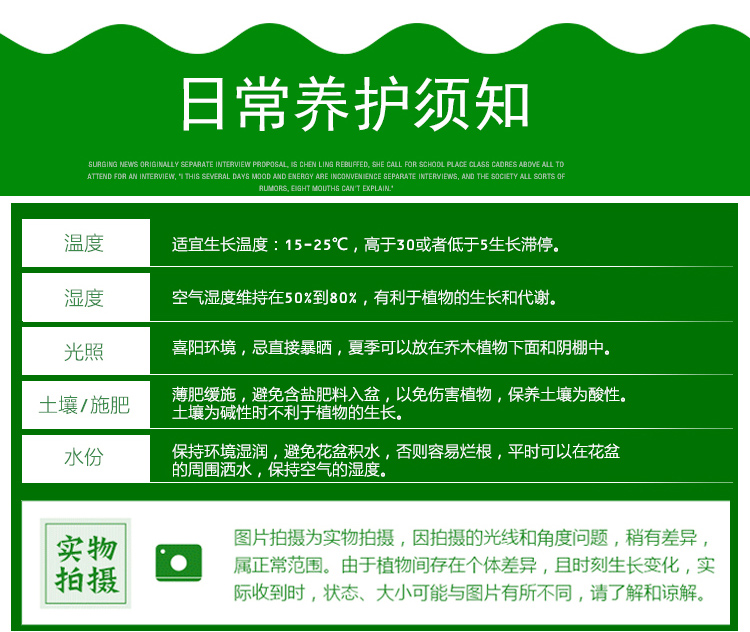 日常养护须知
SURGING NEWS ORIGINALLY SEPARATE INTERVIEW PROPOSAL, IS CHEN LING REBUFFED, SHE CALL FOR SCHOOL PLACE CLASS CADRES ABOVE ALL TO
ATTEND FOR AN INTERVIEW, "I THIS SEVERAL DAYS MOOD AND ENERGY ARE INCONVENIENCE SEPARATE INTERVIEWS, AND THE SOCIETY ALL SORTS OF
RUMORS, EIGHT MOUTHS CAN'T EXPLAIN."
温度
适宜生长温度：15-25℃，高于30或者低于5生长滞停。
湿度
空气湿度维持在50%到80%，有利于植物的生长和代谢。
光照
喜阳环境，忌直接暴晒，夏季可以放在乔木植物下面和阴棚中。
土壤/施肥
薄肥缓施，避免含盐肥料入盆，以免伤害植物，保养土壤为酸性。
土壤为碱性时不利于植物的生长。
水份
保持环境湿润，避免花盆积水，否则容易烂根，平时可以在花盆
的周围洒水，保持空气的湿度。
实物
拍摄
图片拍摄为实物拍摄，因拍摄的光线和角度问题，稍有差异，
属正常范围。由于植物间存在个体差异，且时刻生长变化，实
际收到时，状态、大小可能与图片有所不同，请了解和谅解。